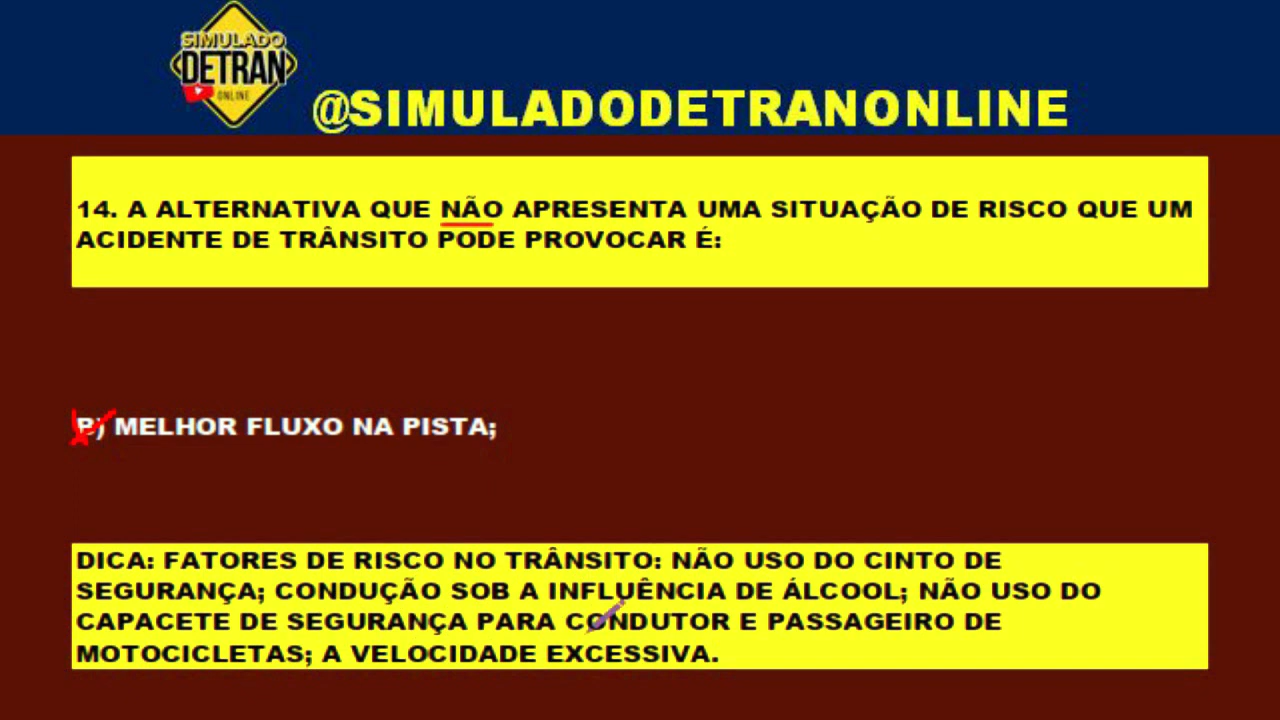 SIMULADO
DETRAN
ONLINE
@SIMULADODETRANONLINE
14. A ALTERNATIVA QUE NÃO APRESENTA UMA SITUAÇÃO DE RISCO QUE UM
ACIDENTE DE TRÂNSITO PODE PROVOCAR É:
B) MELHOR FLUXO NA PISTA;
DICA: FATORES DE RISCO NO TRÂNSITO: NÃO USO DO CINTO DE
SEGURANÇA; CONDUÇÃO SOB A INFLUÊNCIA DE ÁLCOOL; NÃO USO DO
CAPACETE DE SEGURANÇA PARA CONDUTOR E PASSAGEIRO DE
MOTOCICLETAS; A VELOCIDADE EXCESSIVA.